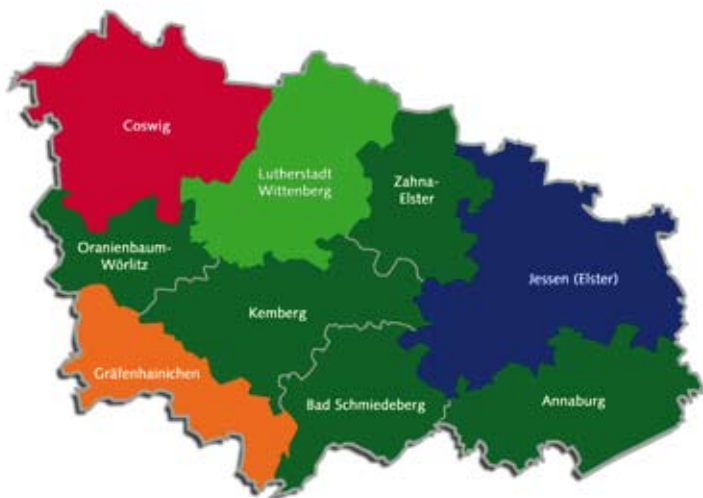 Coswig
Lutherstadt
Wittenberg
Zahna-
Elster
Oranienbaum-
Wörlitz
Jessen (Elster)
Kemberg
Gräfenhainichen
Bad Schmiedeberg
Annaburg